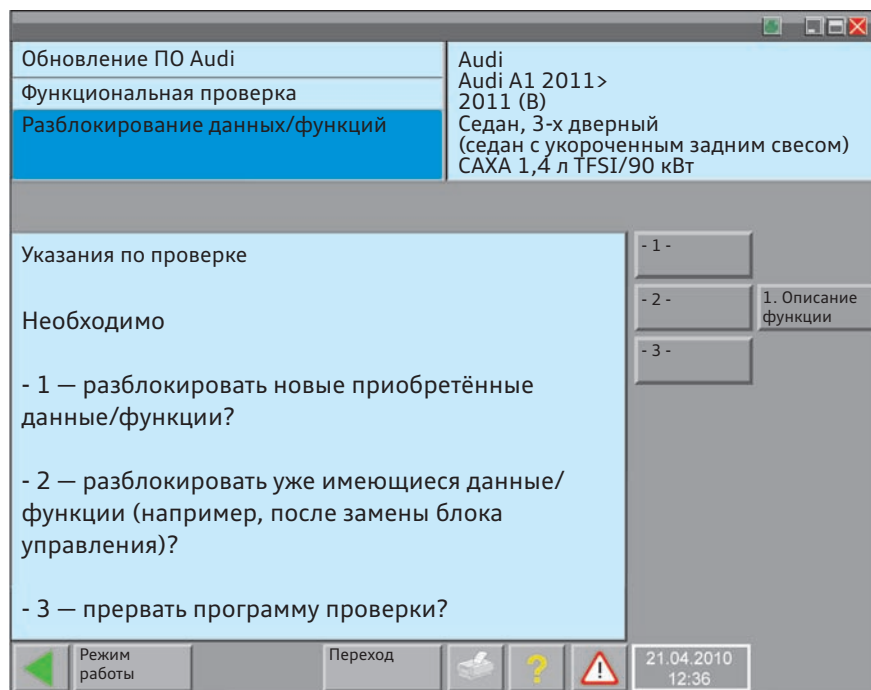 Обновление ПО Audi
Функциональная проверка
Разблокирование данных/функций
Audi
Audi A1 2011>
2011 (B)
Седан, 3-х дверный
(седан с укороченным задним свесом)
CAXA 1,4 л TFSI/90 кВт
Указания по проверке
Необходимо
- 1 — разблокировать новые приобретённые
данные/функции?
- 2 — разблокировать уже имеющиеся данные/
функции (например, после замены блока
управления)?
- 3 — прервать программу проверки?
- 1 -
- 2 -
1. Описание
функции
- 3 -
Режим
работы
Переход
21.04.2010
12:36